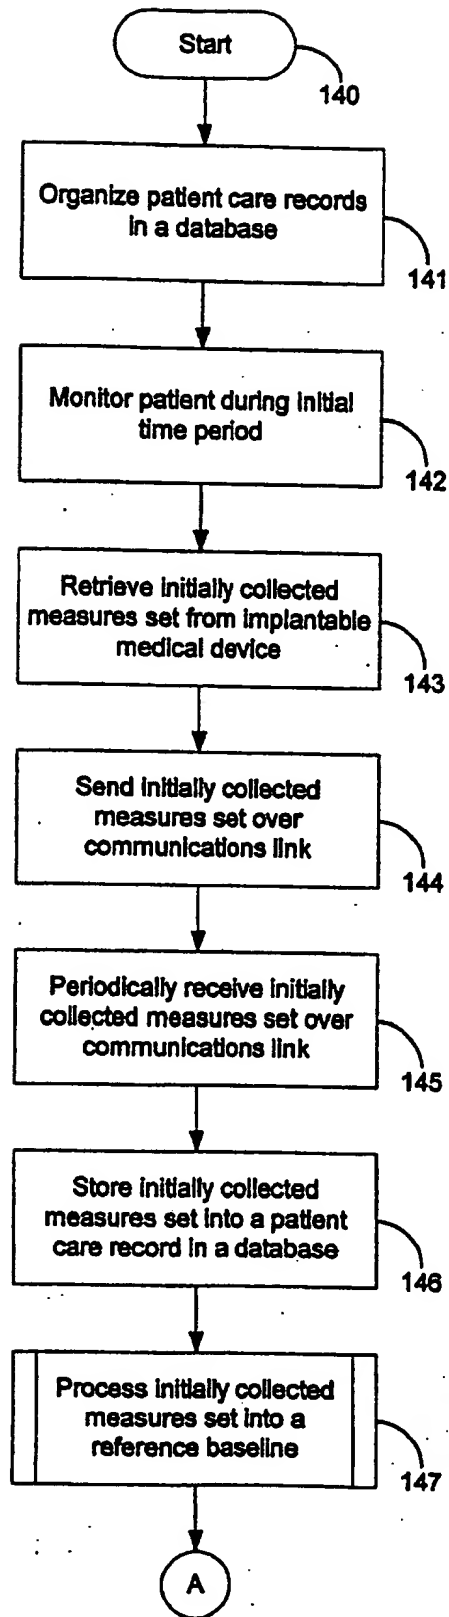 Start
140
Organize patient care records
in a database
141
Monitor patient during initial
time period
142
Retrieve initially collected
measures set from implantable
medical device
143
Send initially collected
measures set over
communications link
144
Periodically receive initially
collected measures set over
communications link
145
Store initially collected
measures set into a patient
care record in a database
146
Process initially collected
measures set into a
reference baseline
147
A